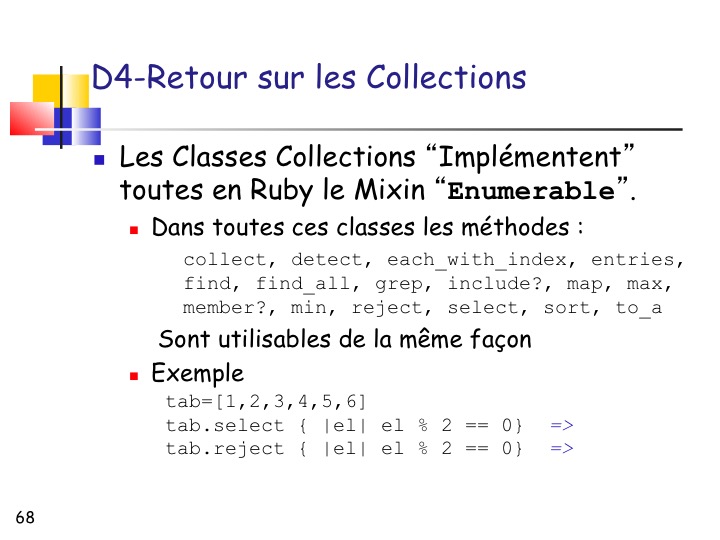 D4-Retour sur les Collections
Les Classes Collections “Implémentent”
toutes en Ruby le Mixin “Enumerable”.
Dans toutes ces classes les méthodes :
collect, detect, each_with_index, entries,
find, find_all, grep, include?, map, max,
member?, min, reject, select, sort, to_a
Sont utilisables de la même façon
Exemple
tab=[1,2,3,4,5,6]
tab.select { |el| el % 2 == 0} =>
tab.reject { |el| el % 2 == 0} =>
68